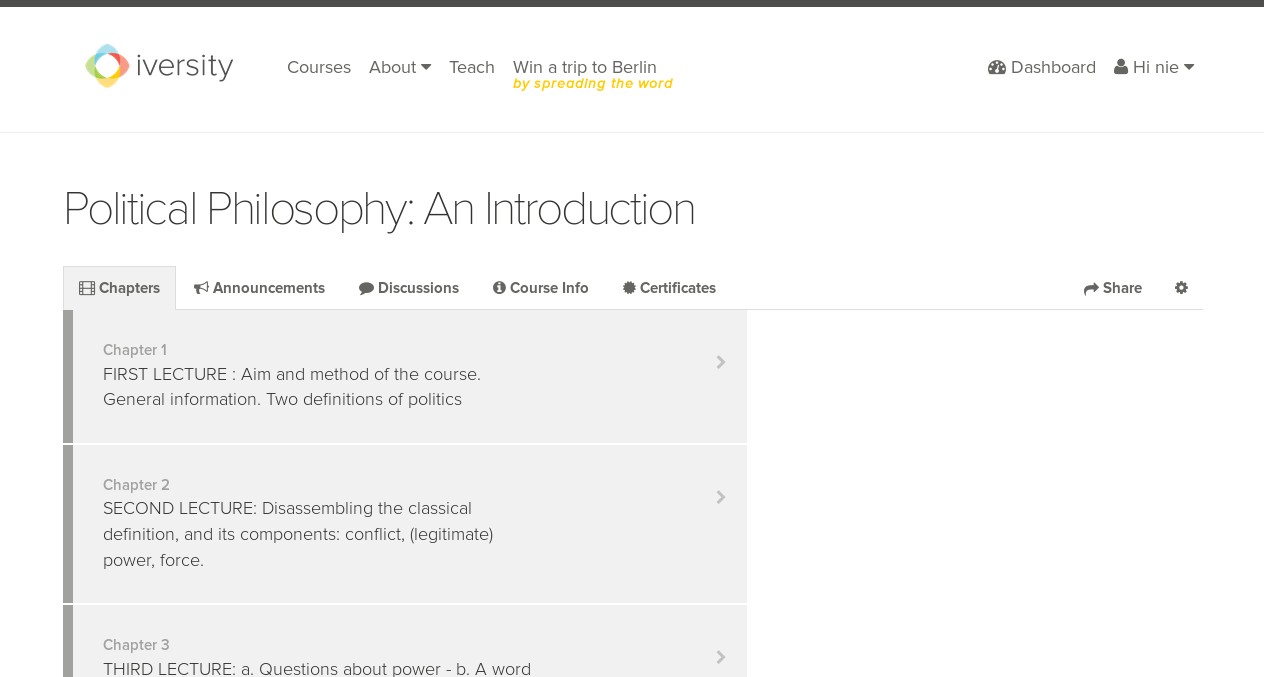 iversity
Courses
About
Teach
Win a trip to Berlin
by spreading the word
Dashboard
Hi nie
Political Philosophy: An Introduction
Chapters
Announcements
Discussions
Course Info
Certificates
Share
Chapter 1
FIRST LECTURE : Aim and method of the course.
General information. Two definitions of politics
Chapter 2
SECOND LECTURE: Disassembling the classical
definition, and its components: conflict, (legitimate)
power, force.
Chapter 3
THIRD LECTURE: a. Questions about power - b. A word